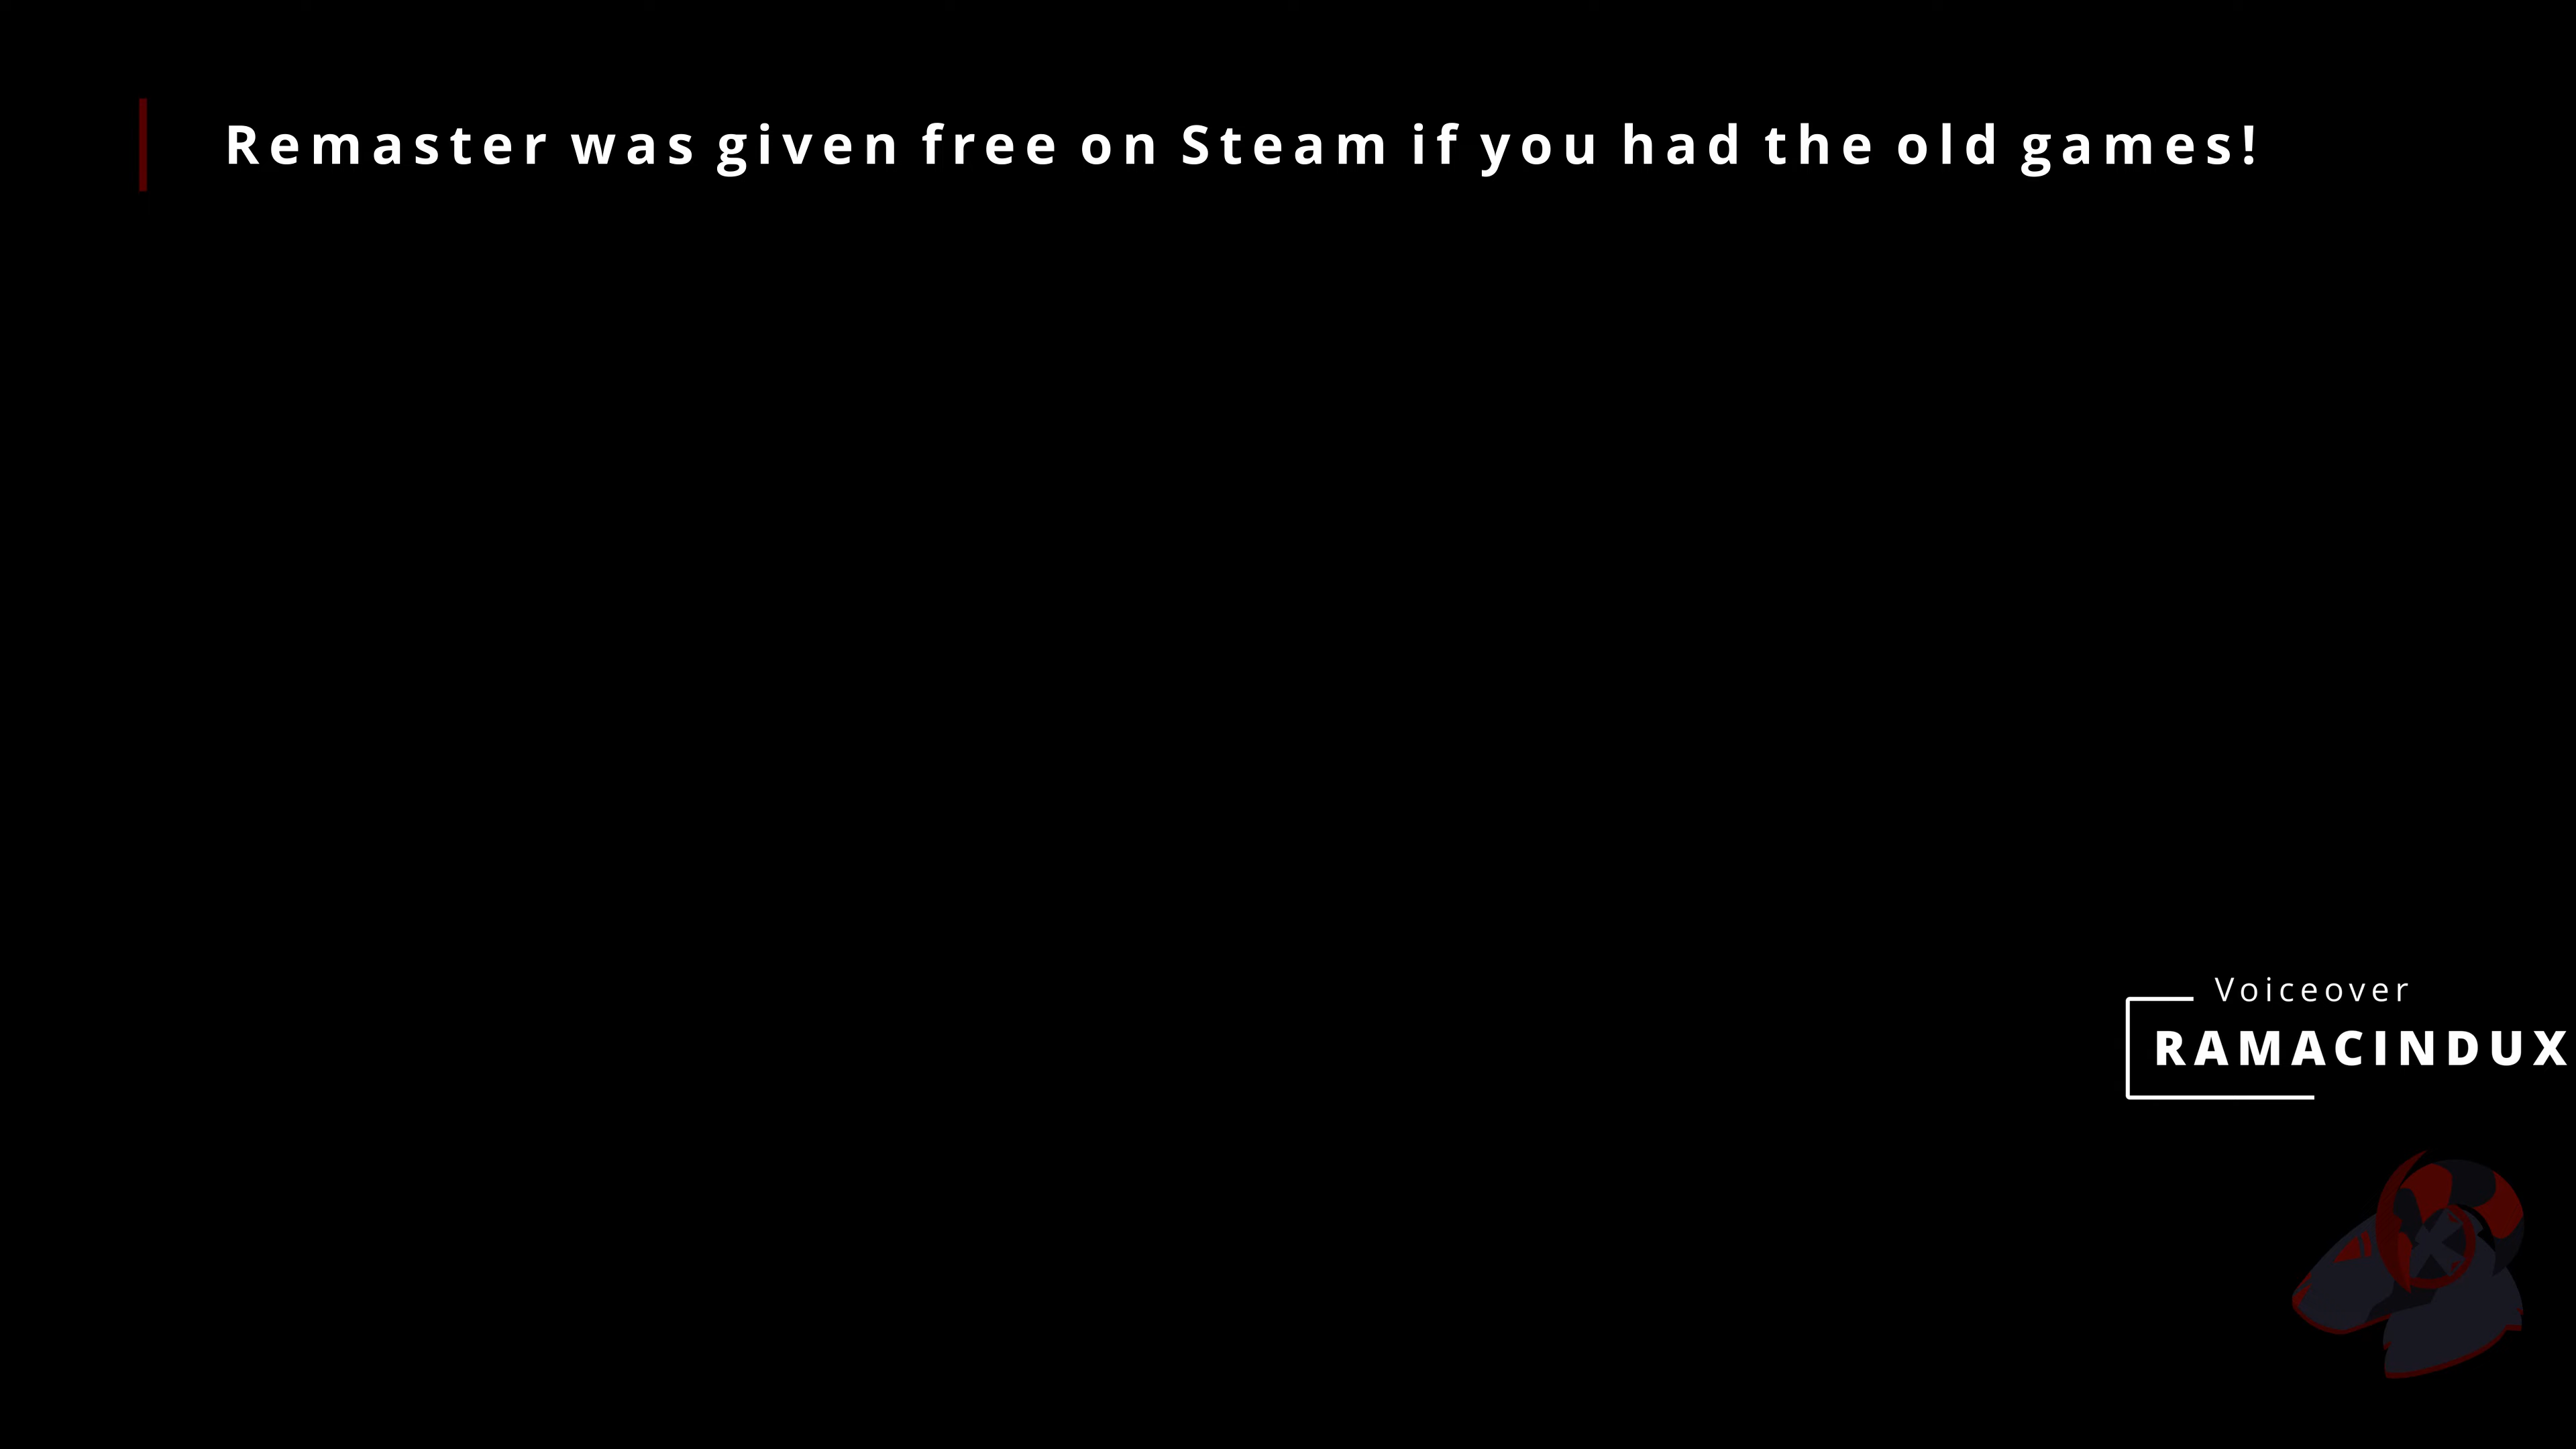 Remaster was given free on Steam if you had the old games!
Voiceover
RAMACINDUX